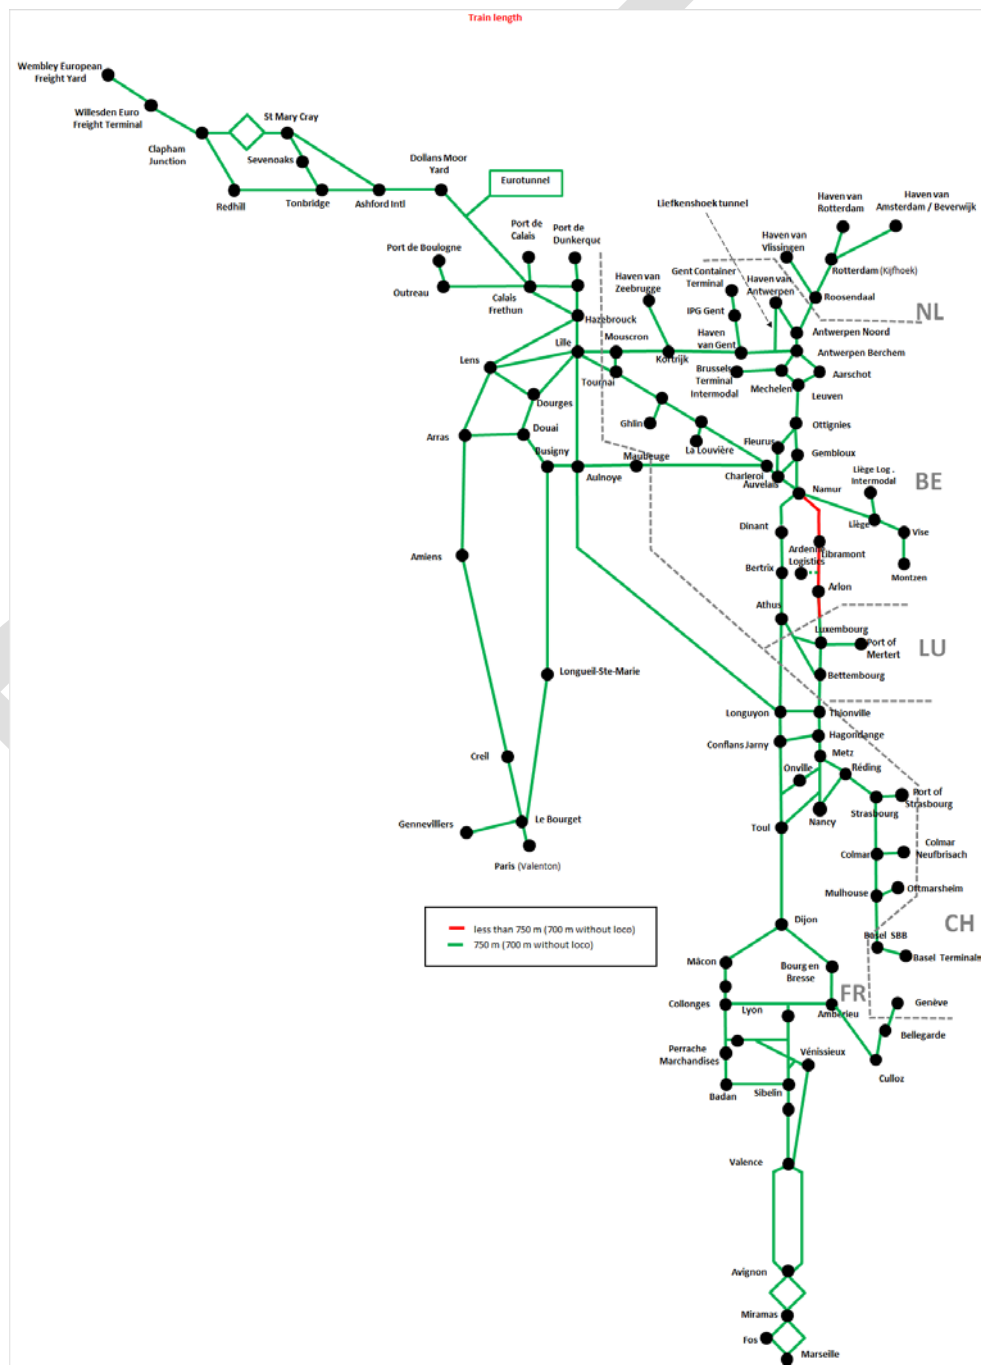 Train length
Wembley European
Freight Yard
Willesden Euro
Freight Terminal
St Mary Cray
Clapham
Junction
Sevenoaks
Dollans Moor
Yard
Eurotunnel
Redhill
Tonbridge
Ashford Intl
Liefkenshoek tunnel
Haven van
Rotterdam
Haven van
Amsterdam / Beverwijk
Port de
Calais
Port de
Dunkerque
Haven van
Vlissingen
Port de Boulogne
Rotterdam (Kijfhoek)
Haven van
Zeebrugge
Gent Container
Terminal
Haven van
Antwerpen
Outreau
Calais
Frethun
Roosendaal
NL
IPG Gent
Hazebrouck
Antwerpen Noord
Lille
Mouscron
Haven
van Gent
Kortrijk
Antwerpen Berchem
Lens
Tournai
Brussels
Terminal
Intermodal
Mechelen
Aarschot
Leuven
Dourges
Ghlin
Ottignies
Arras
Douai
La Louvière
Fleurus
Gembloux
Busigny
Maubeuge
Aulnoye
Charleroi
Auvelais
Liège Log .
Intermodal
BE
Namur
Dinant
Liège
Vise
Libramont
Ardenne
Logistics
Amiens
Bertrix
Montzen
Arlon
Athus
Luxembourg
Port of
Mertert
LU
Longueil-Ste-Marie
Bettembourg
Longuyon
Thionville
Hagondange
Conflans Jarny
Metz
Creil
Onville
Réding
Port of
Strasbourg
Strasbourg
Gennevilliers
Le Bourget
Toul
Nancy
Colmar
Neufbrisach
Paris (Valenton)
Colmar
Mulhouse
Ottmarsheim
less than 750 m (700 m without loco)
750 m (700 m without loco)
Dijon
CH
Basel SBB
Basel Terminals
Mâcon
Bourg en
Bresse
FR
Collonges
Lyon
Ambérieu
Genève
Bellegarde
Perrache
Marchandises
Vénissieux
Culloz
Badan
Sibelin
Valence
Avignon
Miramas
Fos
Marseille